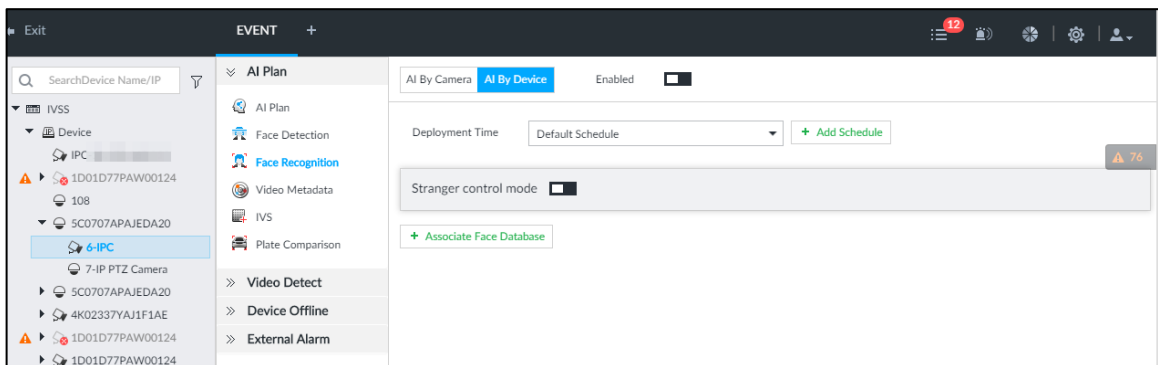 Exit
EVENT +
12
SearchDevice Name/IP
IVSS
Device
IPC
1D01D77PAW00124
108
5C0707APAJEDA20
6-IPC
7-IP PTZ Camera
5C0707APAJEDA20
4K02337YAJ1F1AE
1D01D77PAW00124
1D01D77PAW00124
AI Plan
AI Plan
Face Detection
Face Recognition
Video Metadata
IVS
Plate Comparison
Video Detect
Device Offline
External Alarm
AI By Camera AI By Device Enabled
Deployment Time Default Schedule + Add Schedule
76
Stranger control mode
+ Associate Face Database